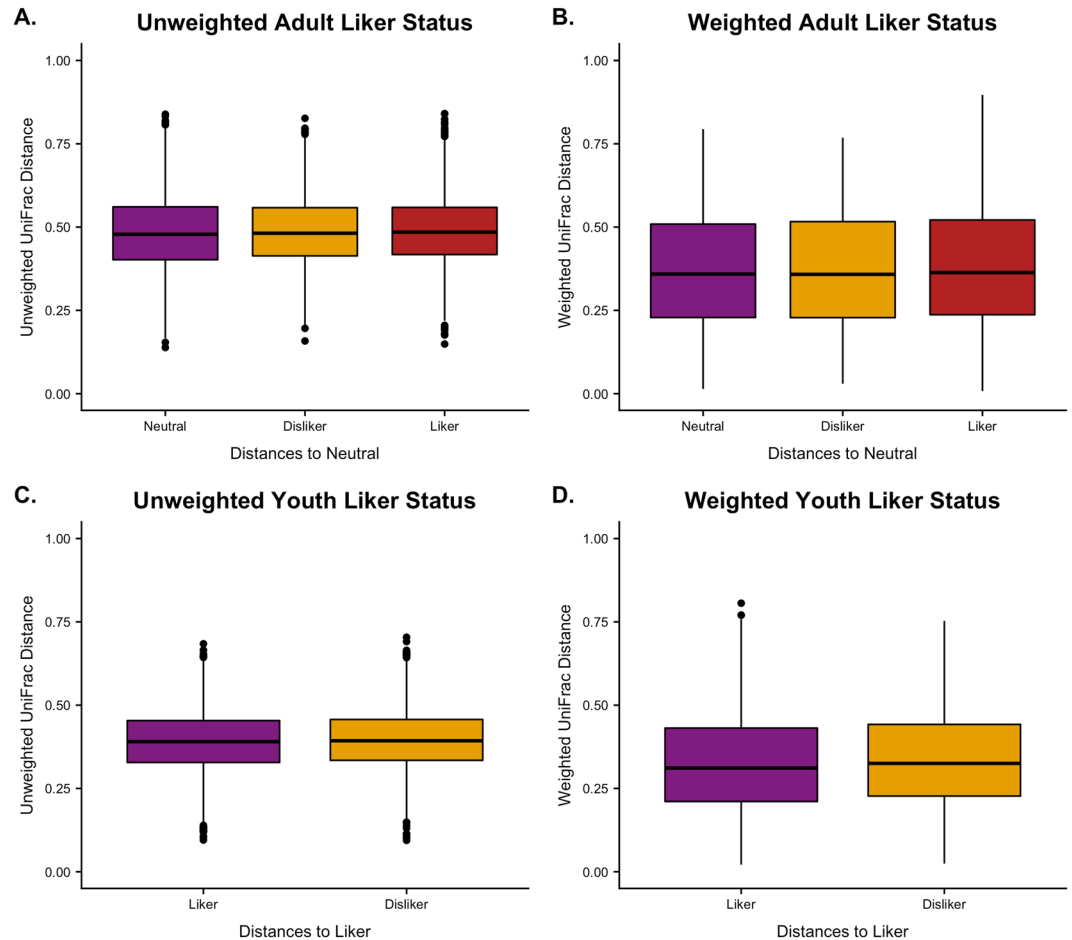 A.
Unweighted Adult Liker Status
Unweighted UniFrac Distance
1.00
0.75
0.50
0.25
0.00
Neutral
Disliker
Liker
Distances to Neutral
B.
Weighted Adult Liker Status
Weighted UniFrac Distance
1.00
0.75
0.50
0.25
0.00
Neutral
Disliker
Liker
Distances to Neutral
C.
Unweighted Youth Liker Status
Unweighted UniFrac Distance
1.00
0.75
0.50
0.25
0.00
Liker
Disliker
Distances to Liker
D.
Weighted Youth Liker Status
Weighted UniFrac Distance
1.00
0.75
0.50
0.25
0.00
Liker
Disliker
Distances to Liker